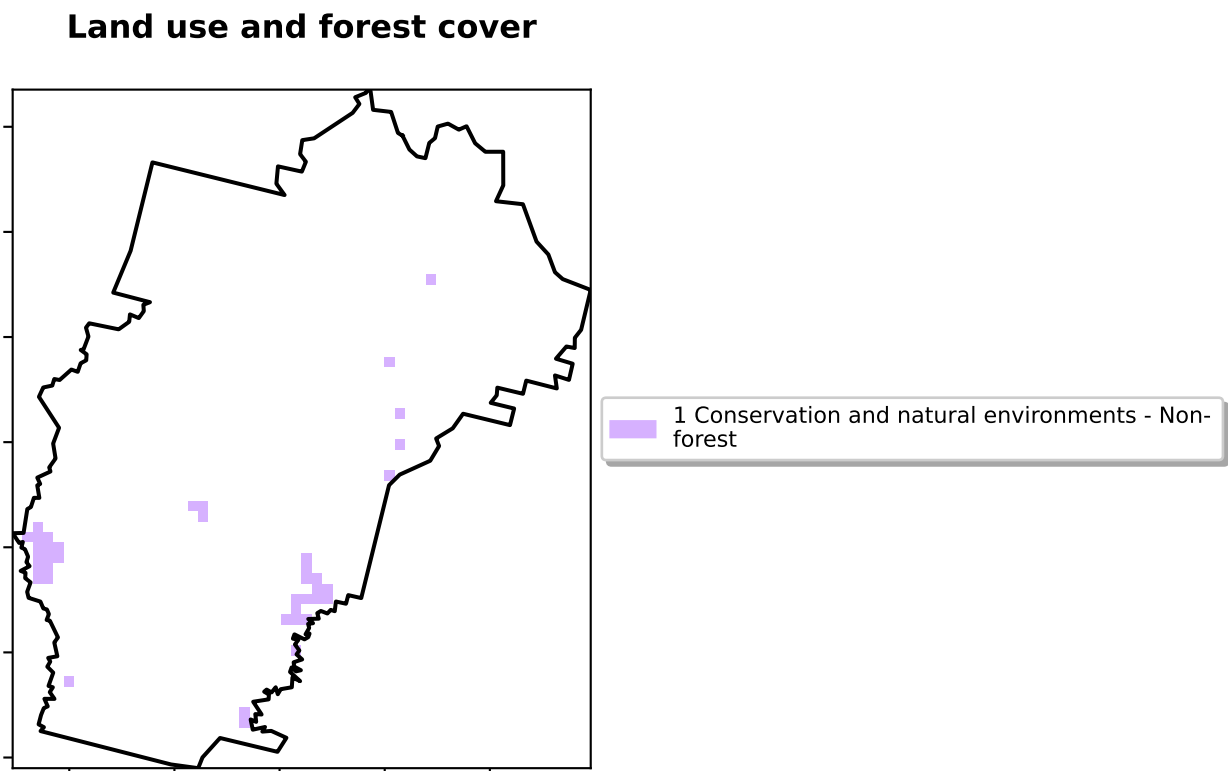 Land use and forest cover
1 Conservation and natural environments - Non-
forest